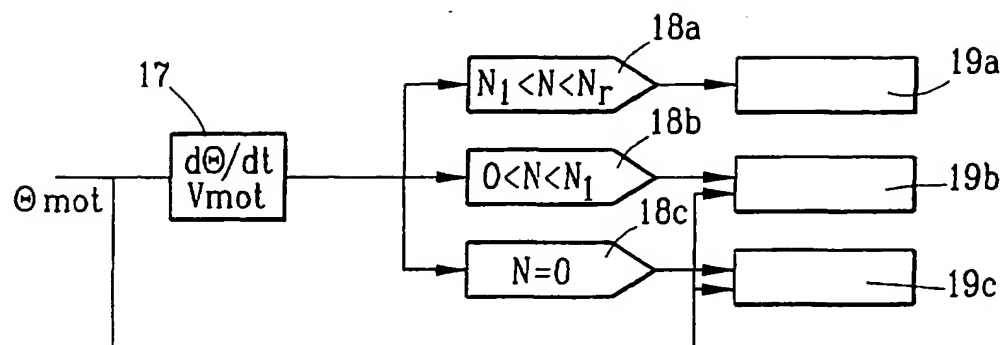 18a
17
N₁<N<Nᵣ
19a
18b
dΘ/dt
Vmot
0<N<N₁
Θmot
19b
18c
N=0
19c